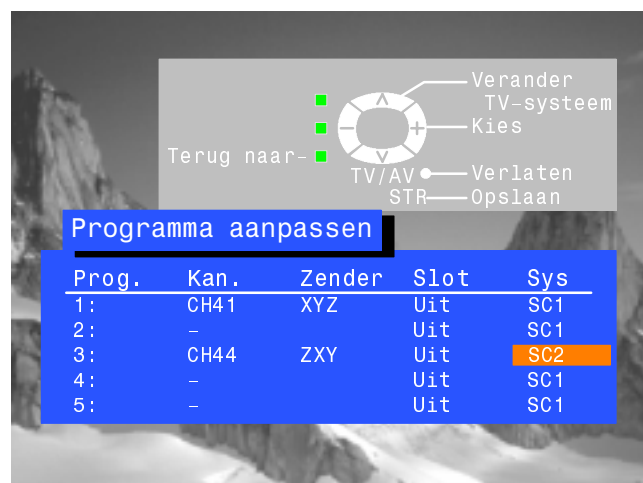 Verander
TV-systeem
Kies
Terug naar-
TV/AV Verlaten
STR Opslaan
Programma aanpassen
Prog. Kan. Zender Slot Sys
1: CH41 XYZ Uit SC1
2: - Uit SC1
3: CH44 ZXY Uit SC2
4: - Uit SC1
5: - Uit SC1